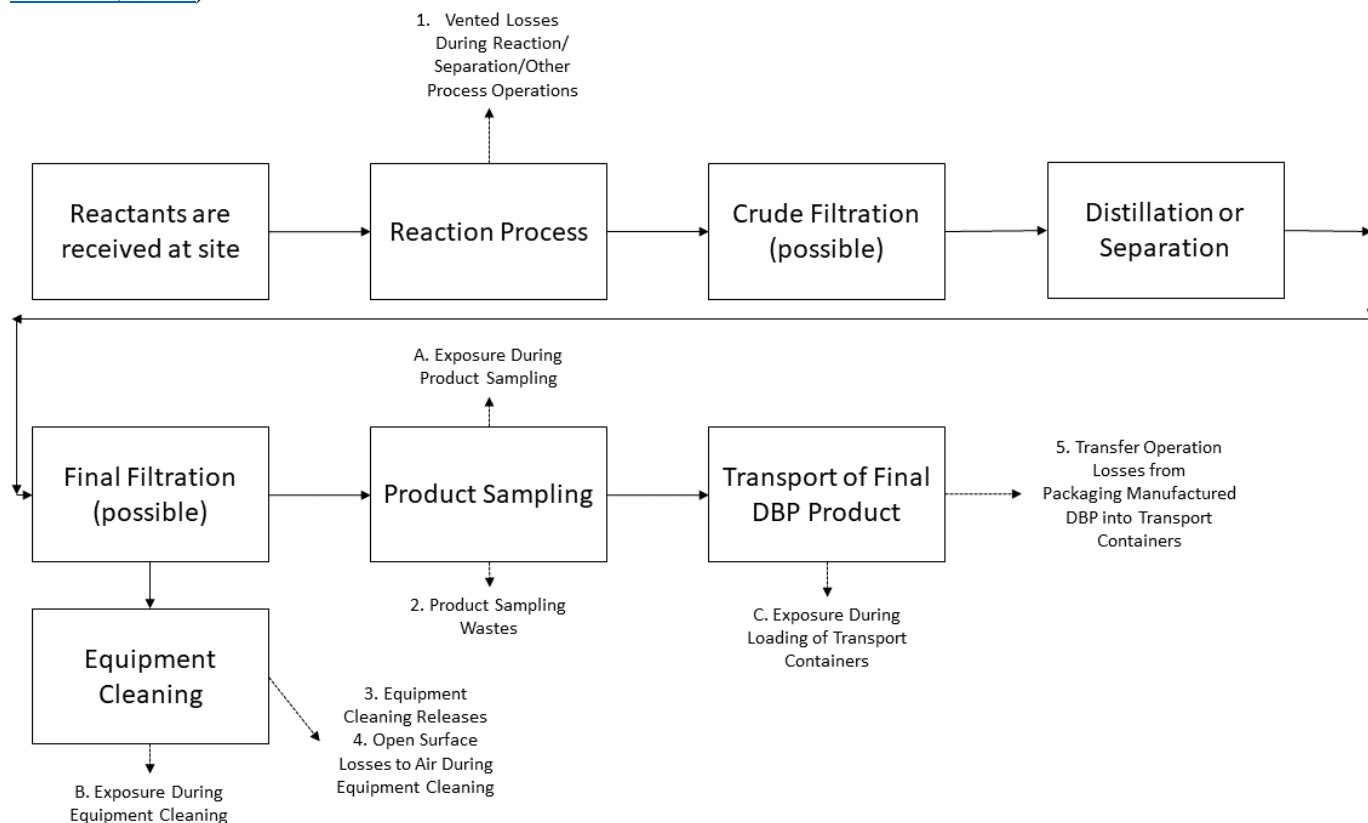 1. Vented Losses
During Reaction/
Separation/Other
Process Operations
Reactants are
received at site
Reaction Process
Crude Filtration
(possible)
Distillation or
Separation
A. Exposure During
Product Sampling
Final Filtration
(possible)
Product Sampling
Transport of Final
DBP Product
5. Transfer Operation
Losses from
Packaging Manufactured
DBP into Transport
Containers
2. Product Sampling
Wastes
C. Exposure During
Loading of Transport
Containers
Equipment
Cleaning
3. Equipment
Cleaning Releases
4. Open Surface
Losses to Air During
Equipment Cleaning
B. Exposure During
Equipment Cleaning